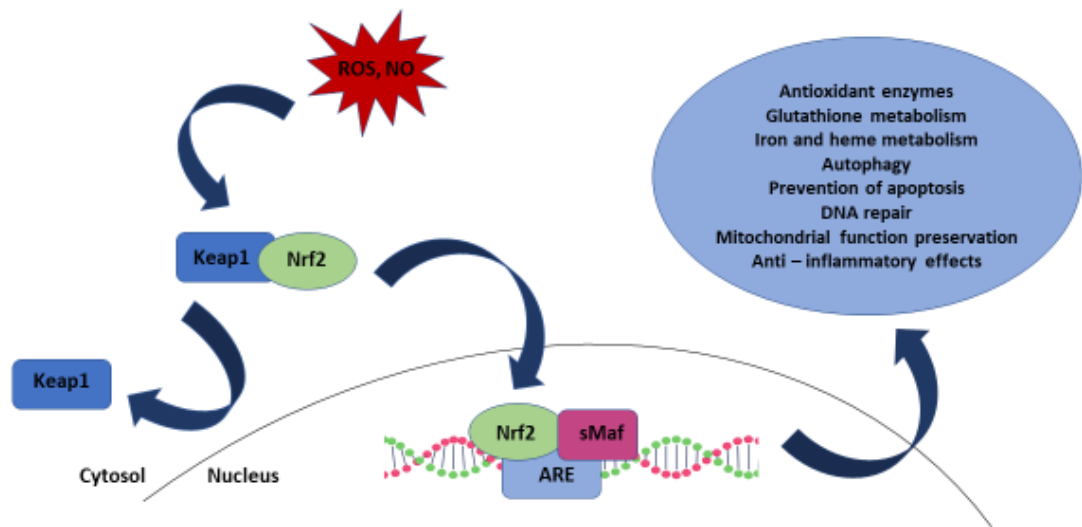 ROS, NO
Antioxidant enzymes
Glutathione metabolism
Iron and heme metabolism
Autophagy
Prevention of apoptosis
DNA repair
Mitochondrial function preservation
Anti – inflammatory effects
Keap1
Nrf2
Keap1
Nrf2
sMaf
ARE
Cytosol
Nucleus